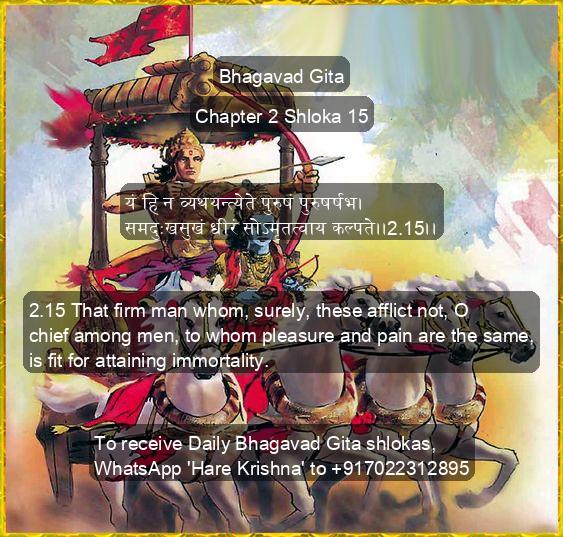 Bhagavad Gita
Chapter 2 Shloka 15
यं हि न व्यथयन्त्येते पुरुषं पुरुषर्षभ।
समदुःखसुखं धीरं सोऽमृतत्वाय कल्पते।।2.15।।
2.15 That firm man whom, surely, these afflict not, O
chief among men, to whom pleasure and pain are the same,
is fit for attaining immortality.
To receive Daily Bhagavad Gita shlokas,
WhatsApp 'Hare Krishna' to +917022312895